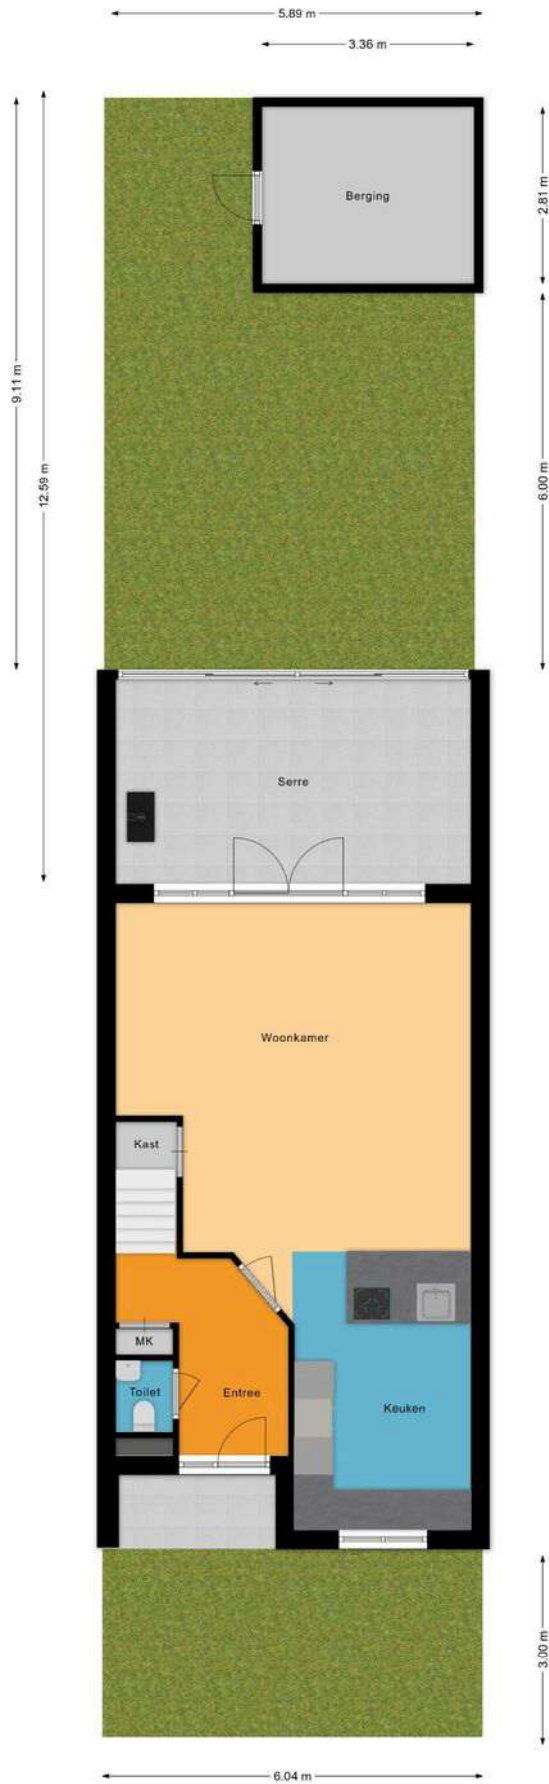 5.89 m
3.36 m
Berging
2.81 m
9.11 m
12.59 m
6.00 m
Serre
Woonkamer
Kast
MK
Toilet
Entree
Keuken
3.00 m
6.04 m